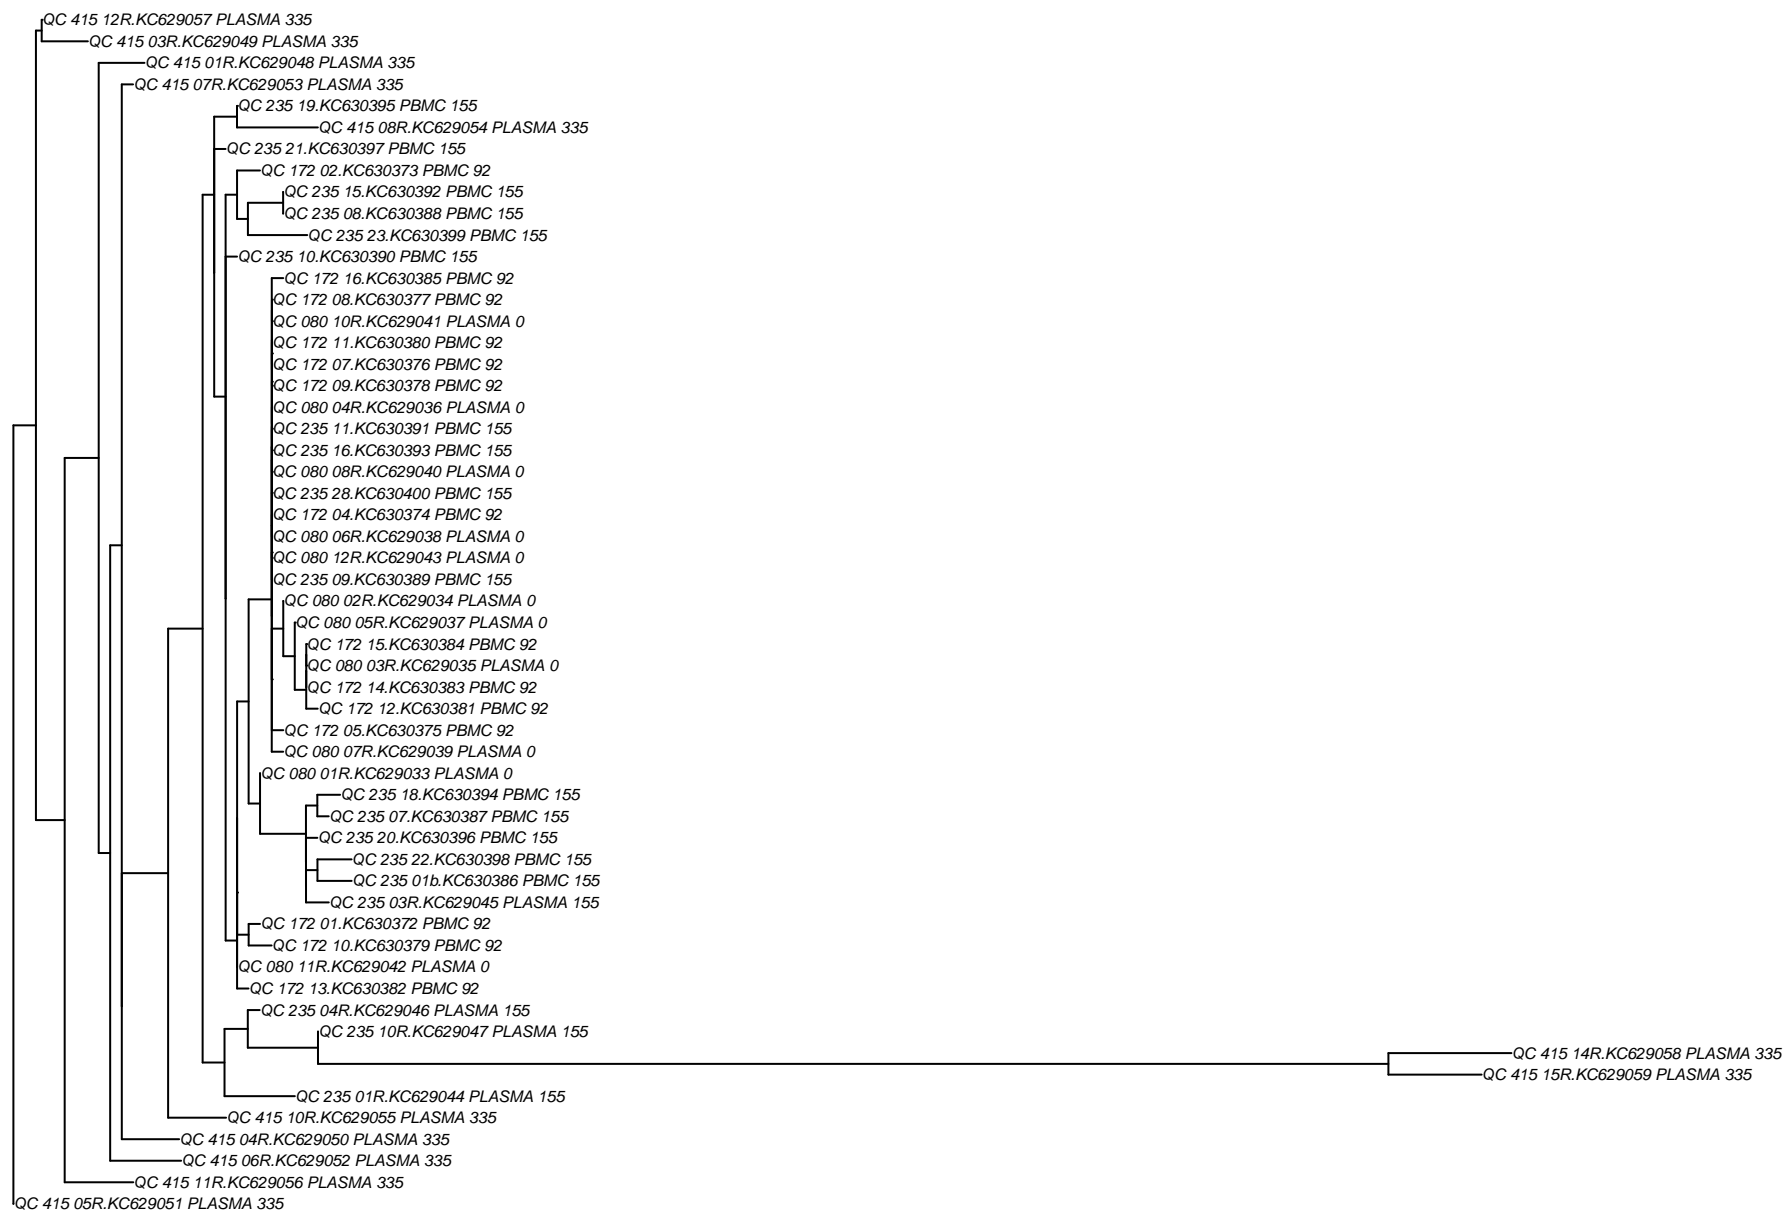 QC 415 12R.KC629057 PLASMA 335
QC 415 03R.KC629049 PLASMA 335
QC 415 01R.KC629048 PLASMA 335
QC 415 07R.KC629053 PLASMA 335
QC 235 19.KC630395 PBMC 155
QC 415 08R.KC629054 PLASMA 335
QC 235 21.KC630397 PBMC 155
QC 172 02.KC630373 PBMC 92
QC 235 15.KC630392 PBMC 155
QC 235 08.KC630388 PBMC 155
QC 235 23.KC630399 PBMC 155
QC 235 10.KC630390 PBMC 155
QC 172 16.KC630385 PBMC 92
QC 172 08.KC630377 PBMC 92
QC 080 10R.KC629041 PLASMA 0
QC 172 11.KC630380 PBMC 92
QC 172 07.KC630376 PBMC 92
QC 172 09.KC630378 PBMC 92
QC 080 04R.KC629036 PLASMA 0
QC 235 11.KC630391 PBMC 155
QC 235 16.KC630393 PBMC 155
QC 080 08R.KC629040 PLASMA 0
QC 235 28.KC630400 PBMC 155
QC 172 04.KC630374 PBMC 92
QC 080 06R.KC629038 PLASMA 0
QC 080 12R.KC629043 PLASMA 0
QC 235 09.KC630389 PBMC 155
QC 080 02R.KC629034 PLASMA 0
QC 080 05R.KC629037 PLASMA 0
QC 172 15.KC630384 PBMC 92
QC 080 03R.KC629035 PLASMA 0
QC 172 14.KC630383 PBMC 92
QC 172 12.KC630381 PBMC 92
QC 172 05.KC630375 PBMC 92
QC 080 07R.KC629039 PLASMA 0
QC 080 01R.KC629033 PLASMA 0
QC 235 18.KC630394 PBMC 155
QC 235 07.KC630387 PBMC 155
QC 235 20.KC630396 PBMC 155
QC 235 22.KC630398 PBMC 155
QC 235 01b.KC630386 PBMC 155
QC 235 03R.KC629045 PLASMA 155
QC 172 01.KC630372 PBMC 92
QC 172 10.KC630379 PBMC 92
QC 080 11R.KC629042 PLASMA 0
QC 172 13.KC630382 PBMC 92
QC 235 04R.KC629046 PLASMA 155
QC 235 10R.KC629047 PLASMA 155
QC 415 14R.KC629058 PLASMA 335
QC 415 15R.KC629059 PLASMA 335
QC 235 01R.KC629044 PLASMA 155
QC 415 10R.KC629055 PLASMA 335
QC 415 04R.KC629050 PLASMA 335
QC 415 06R.KC629052 PLASMA 335
QC 415 11R.KC629056 PLASMA 335
QC 415 05R.KC629051 PLASMA 335